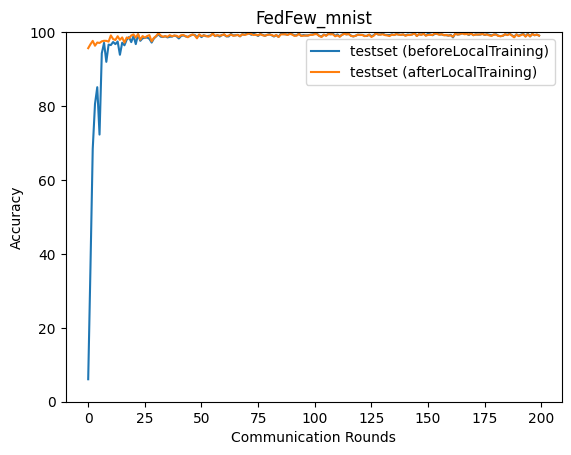 FedFew_mnist
testset (beforeLocalTraining)
testset (afterLocalTraining)
Accuracy
100
80
60
40
20
0
0 25 50 75 100 125 150 175 200
Communication Rounds